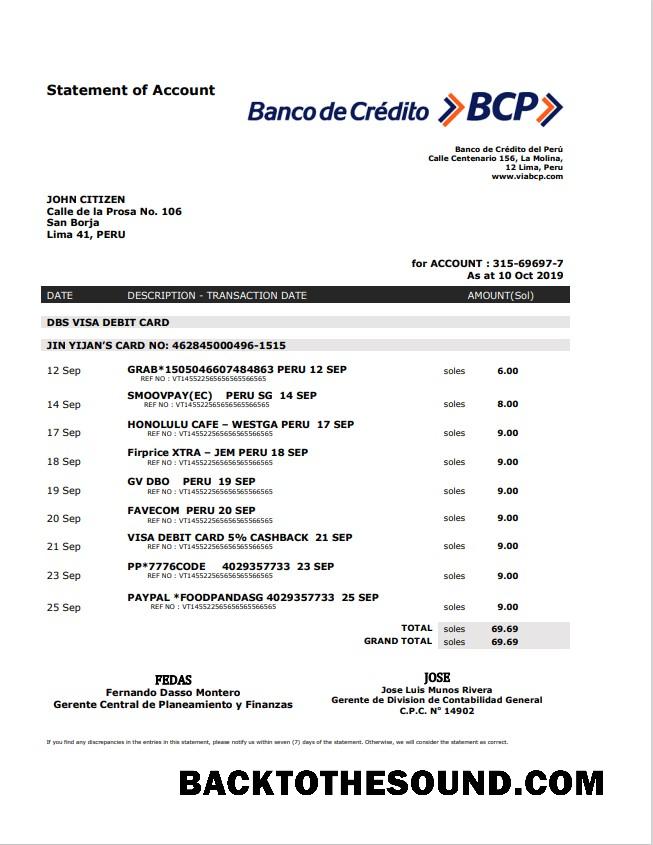 Statement of Account
Banco de Crédito BCP
Banco de Crédito del Perú
Calle Centenario 156, La Molina,
12 Lima, Peru
www.viabcp.com
JOHN CITIZEN
Calle de la Prosa No. 106
San Borja
Lima 41, PERU
for ACCOUNT : 315-69697-7
As at 10 Oct 2019
DATE DESCRIPTION - TRANSACTION DATE AMOUNT(Sol)
DBS VISA DEBIT CARD
JIN YIJAN'S CARD NO: 462845000496-1515
12 Sep GRAB*1505046607484863 PERU 12 SEP soles 6.00
REF NO : VT145522565656565566565
14 Sep SMOOVPAY(EC) PERU SG 14 SEP soles 8.00
REF NO : VT145522565656565566565
17 Sep HONOLULU CAFE – WESTGA PERU 17 SEP soles 9.00
REF NO : VT145522565656565566565
18 Sep Firprice XTRA – JEM PERU 18 SEP soles 9.00
REF NO : VT145522565656565566565
19 Sep GV DBO PERU 19 SEP soles 9.00
REF NO : VT145522565656565566565
20 Sep FAVECOM PERU 20 SEP soles 9.00
REF NO : VT145522565656565566565
21 Sep VISA DEBIT CARD 5% CASHBACK 21 SEP soles 9.00
REF NO : VT145522565656565566565
23 Sep PP*7776CODE 4029357733 23 SEP soles 9.00
REF NO : VT145522565656565566565
25 Sep PAYPAL *FOODPANDASG 4029357733 25 SEP soles 9.00
REF NO : VT145522565656565566565
TOTAL soles 69.69
GRAND TOTAL soles 69.69
FEDAS
Fernando Dasso Montero
Gerente Central de Planeamiento y Finanzas
JOSE
Jose Luis Munos Rivera
Gerente de Division de Contabilidad General
C.P.C. N° 14902
If you find any discrepancies in the entries in this statement, please notify us within seven (7) days of the statement. Otherwise, we will consider the statement as correct.
BACKTOTHESOUND.COM